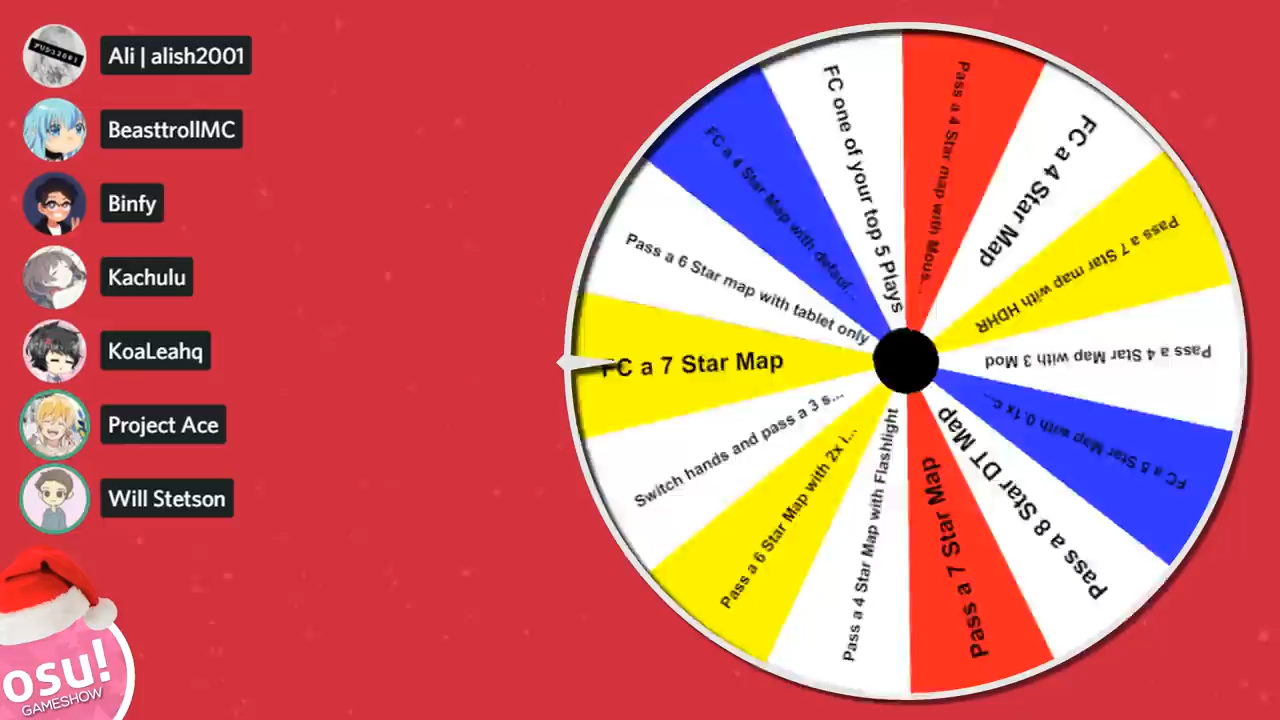 Ali | alish2001
BeasttrollMC
Binfy
Kachulu
KoaLeahq
Project Ace
Will Stetson
osu!
GAMESHOW
FC a 7 Star Map
Pass a 6 Star map with tablet only
FC a 4 Star Map with defaul...
FC one of your top 5 Plays
Pass a 4 Star map with Mous...
FC a 4 Star Map
Pass a 7 Star map with HDHR
Pass a 4 Star Map with 3 Mod
FC a 5 Star Map with 0.1x c...
Pass a 8 Star DT Map
Pass a 7 Star Map
Pass a 4 Star Map with Flashlight
Pass a 6 Star Map with 2x l...
Switch hands and pass a 3 s...